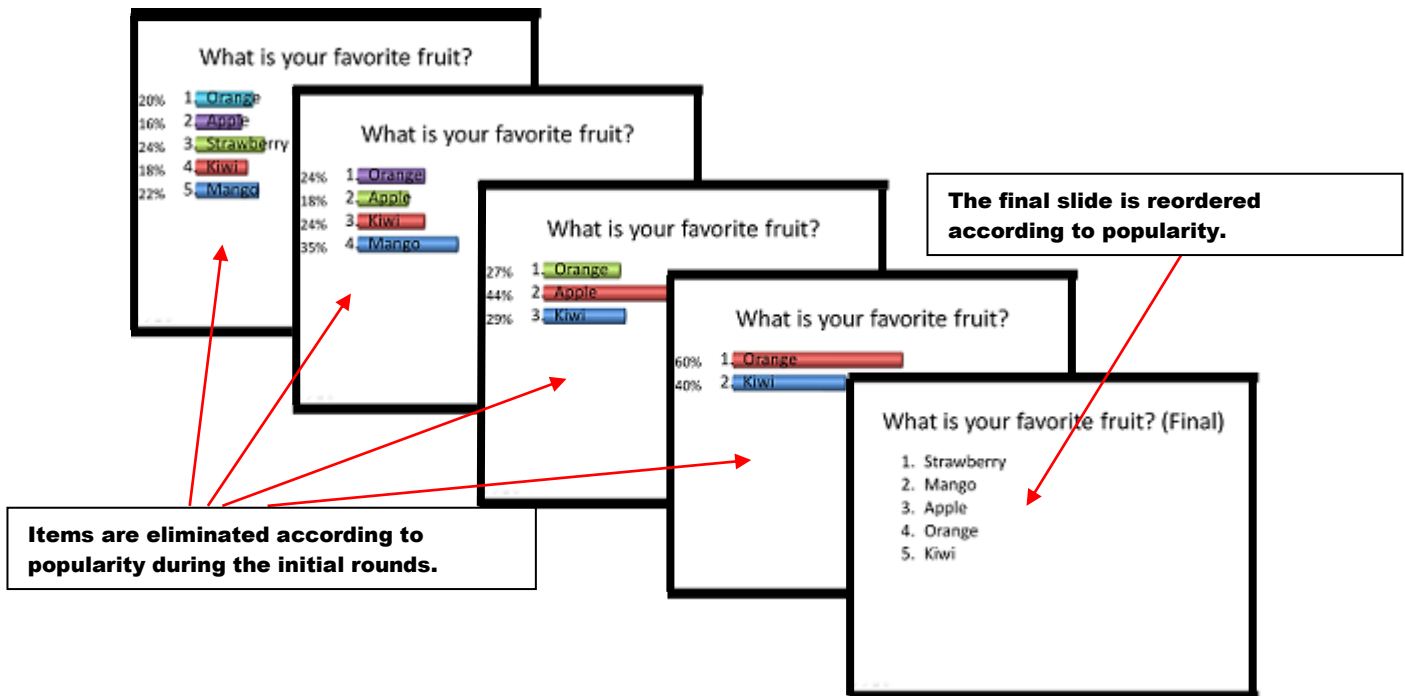 What is your favorite fruit?
20% 1. Orange
16% 2. Apple
24% 3. Strawberry
18% 4. Kiwi
22% 5. Mango
What is your favorite fruit?
24% 1. Orange
18% 2. Apple
24% 3. Kiwi
35% 4. Mango
What is your favorite fruit?
27% 1. Orange
44% 2. Apple
29% 3. Kiwi
What is your favorite fruit?
60% 1. Orange
40% 2. Kiwi
What is your favorite fruit? (Final)
1. Strawberry
2. Mango
3. Apple
4. Orange
5. Kiwi
The final slide is reordered
according to popularity.
Items are eliminated according to
popularity during the initial rounds.